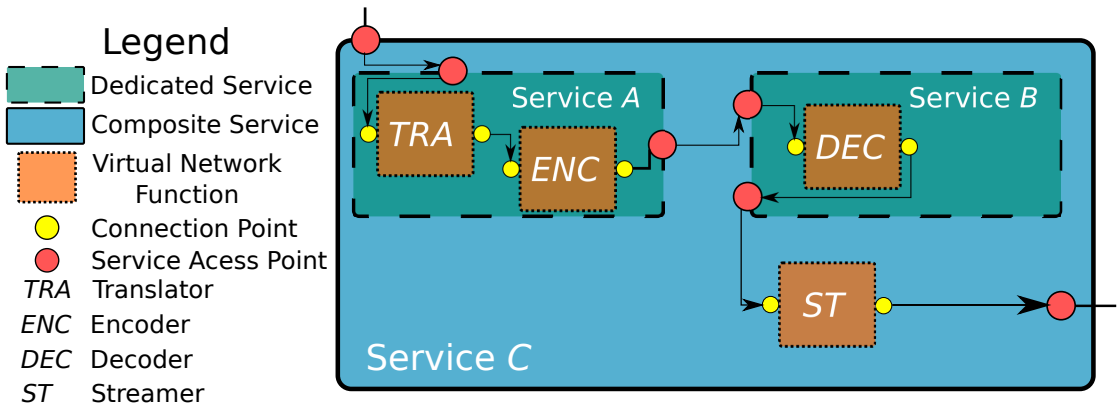 Legend
Dedicated Service
Composite Service
Virtual Network
Function
Connection Point
Service Acess Point
TRA Translator
ENC Encoder
DEC Decoder
ST Streamer
Service A
TRA
ENC
Service B
DEC
ST
Service C